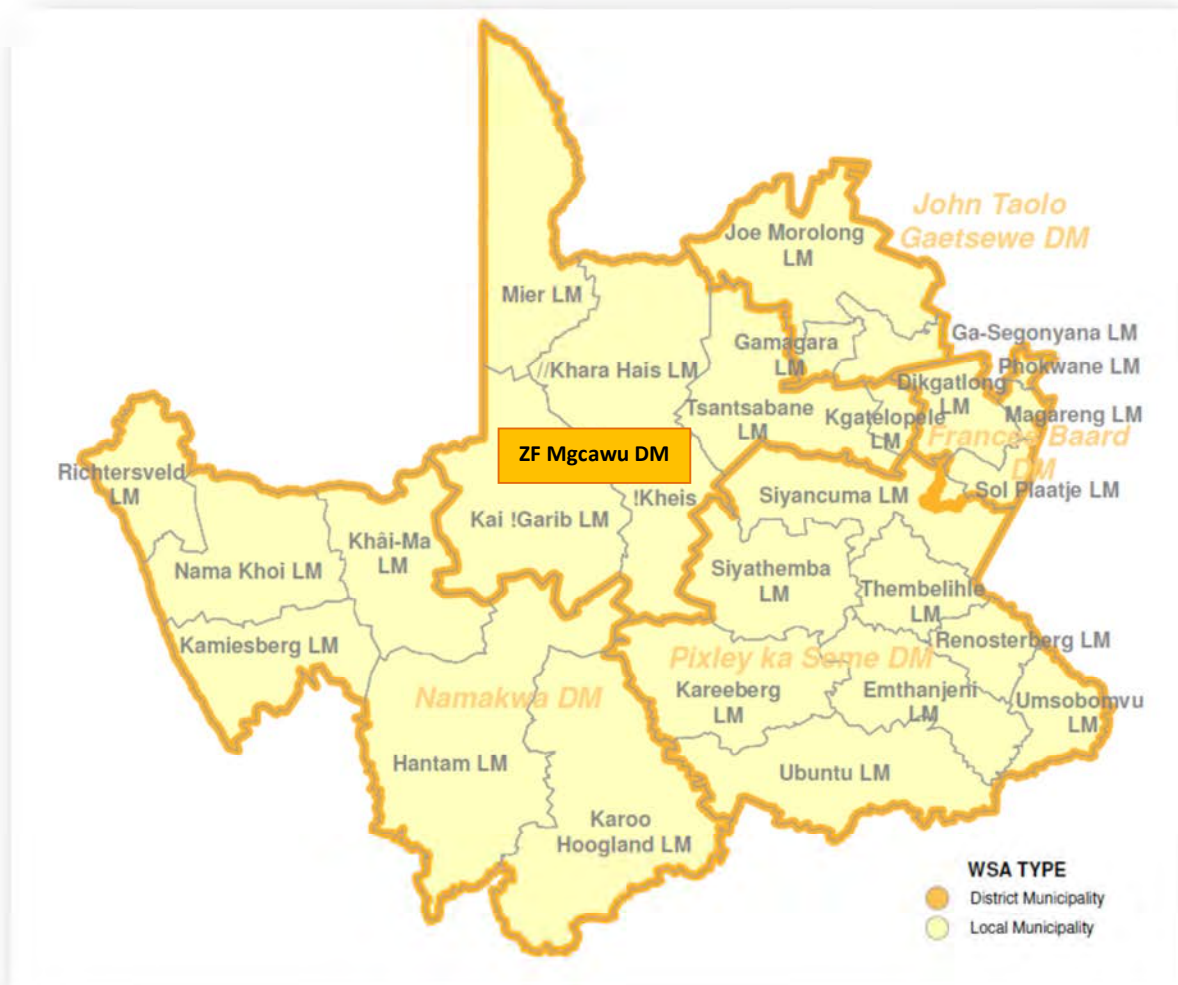 John Taolo
Gaetsewe DM
Joe Morolong
LM
Mier LM
Ga-Segonyana LM
Gamagara
LM
Phokwane LM
//Khara Hais LM
Dikgatlong
LM
Tsantsabane
LM
Kgatelopele
LM
Magareng LM
Frances Baard
DM
ZF Mgcawu DM
Richtersveld
LM
Sol Plaatje LM
!Kheis
Siyancuma LM
Kai !Garib LM
Khâi-Ma
LM
Nama Khoi LM
Siyathemba
LM
Thembelihle
LM
Kamiesberg LM
Renosterberg LM
Pixley ka Seme DM
Namakwa DM
Kareeberg
LM
Emthanjeni
LM
Umsobomvu
LM
Hantam LM
Ubuntu LM
Karoo
Hoogland LM
WSA TYPE
District Municipality
Local Municipality